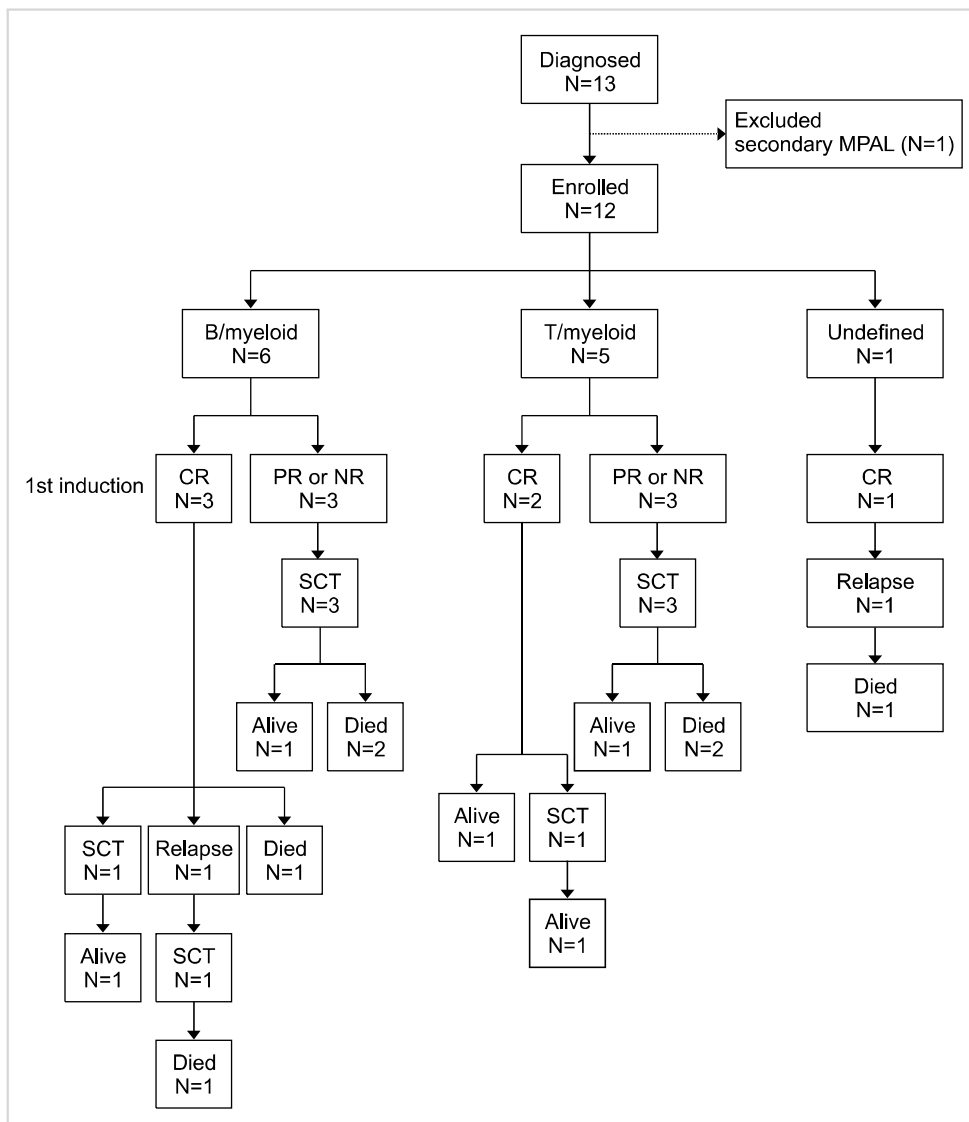 Diagnosed
N=13
Excluded
secondary MPAL (N=1)
Enrolled
N=12
B/myeloid
N=6
T/myeloid
N=5
Undefined
N=1
1st induction
CR
N=3
PR or NR
N=3
CR
N=2
PR or NR
N=3
CR
N=1
SCT
N=3
SCT
N=3
Relapse
N=1
Alive
N=1
Died
N=2
Alive
N=1
Died
N=2
Died
N=1
Alive
N=1
SCT
N=1
SCT
N=1
Relapse
N=1
Died
N=1
Alive
N=1
Alive
N=1
SCT
N=1
Died
N=1